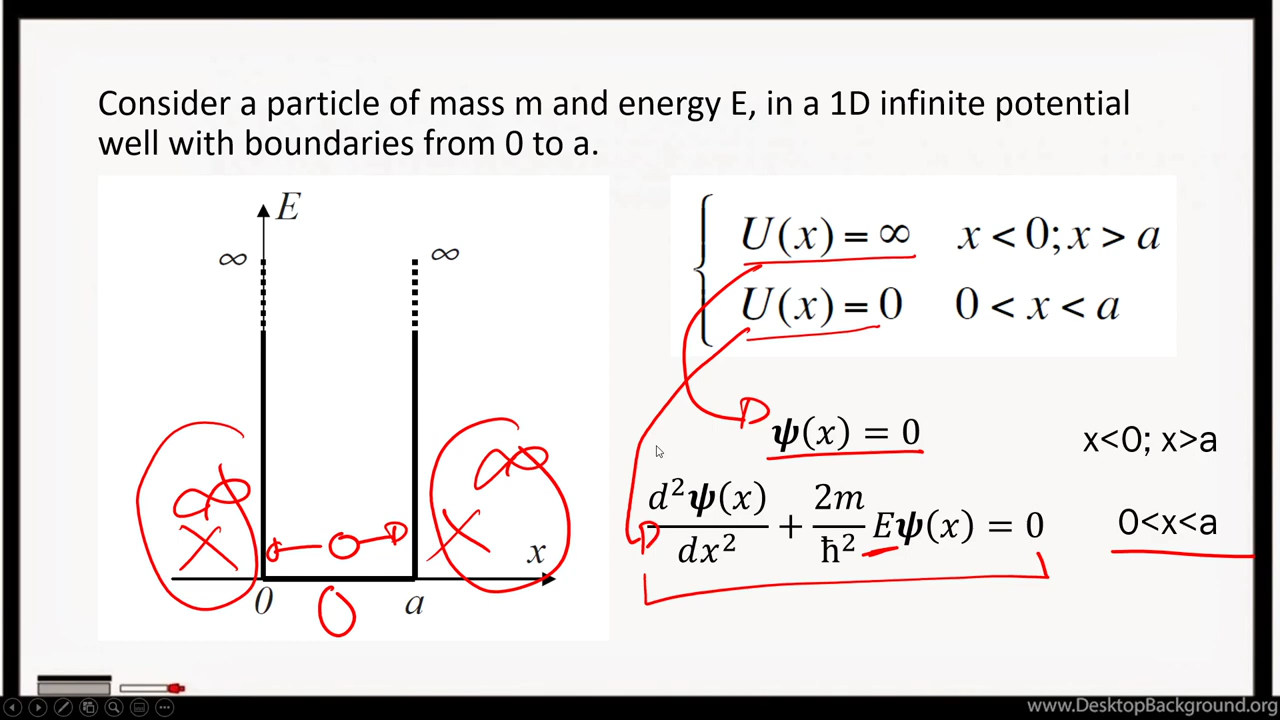 Consider a particle of mass m and energy E, in a 1D infinite potential
well with boundaries from 0 to a.
E
∞ ∞
U(x) = ∞ x < 0; x > a
U(x) = 0 0 < x < a
ψ(x) = 0 x<0; x>a
d²ψ(x)/dx² + 2m/ħ² Eψ(x) = 0 0<x<a
∞ ∞
X X
x
0 a
0
www.DesktopBackground.org